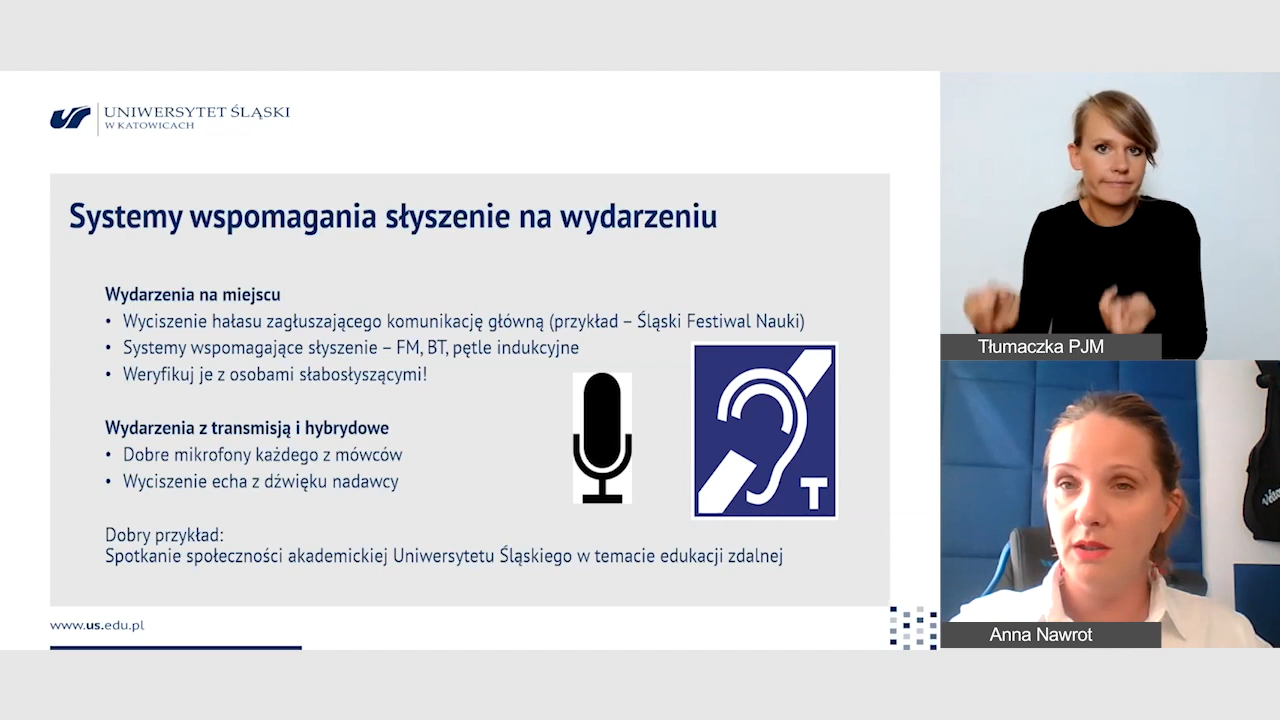 UNIWERSYTET ŚLĄSKI
W KATOWICACH
Systemy wspomagania słyszenie na wydarzeniu
Wydarzenia na miejscu
• Wyciszenie hałasu zagłuszającego komunikację główną (przykład – Śląski Festiwal Nauki)
• Systemy wspomagające słyszenie – FM, BT, pętle indukcyjne
• Weryfikuj je z osobami słabosłyszącymi!
Wydarzenia z transmisją i hybrydowe
• Dobre mikrofony każdego z mówców
• Wyciszenie echa z dźwięku nadawcy
Dobry przykład:
Spotkanie społeczności akademickiej Uniwersytetu Śląskiego w temacie edukacji zdalnej
T
www.us.edu.pl
Tłumaczka PJM
Anna Nawrot